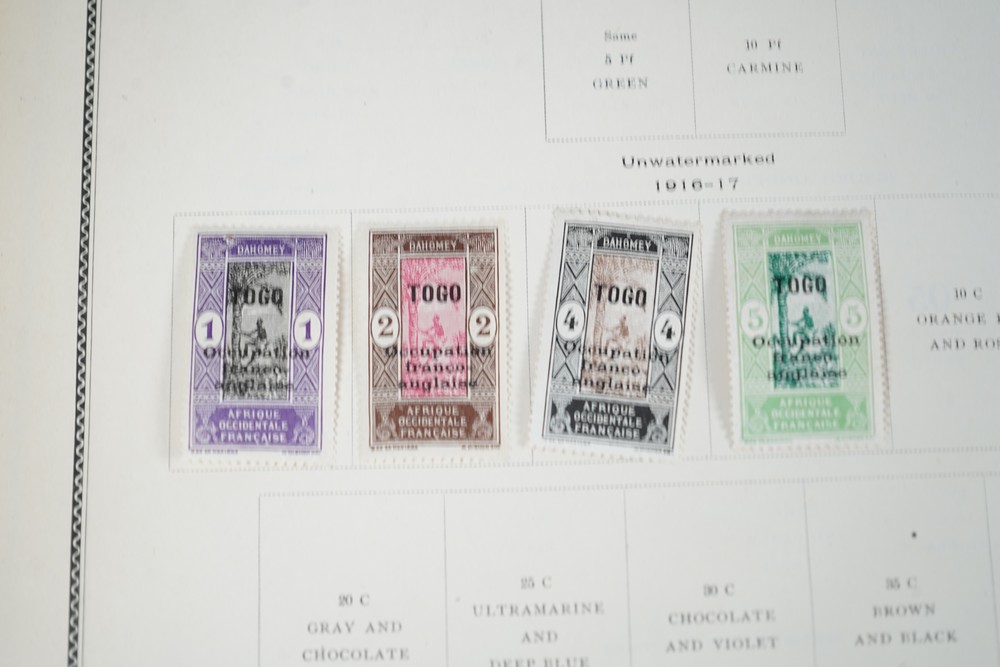 Same
5 Pf
GREEN
10 Pf
CARMINE
Unwatermarked
1916-17
DAHOMEY
TOGO
1 1
Occupation
franco
anglaise
AFRIQUE
OCCIDENTALE
FRANÇAISE
DAHOMEY
TOGO
2 2
Occupation
franco
anglaise
AFRIQUE
OCCIDENTALE
FRANÇAISE
DAHOMEY
TOGO
4 4
Occupation
franco
anglaise
AFRIQUE
OCCIDENTALE
FRANÇAISE
DAHOMEY
TOGO
5 5
Occupation
franco
anglaise
AFRIQUE
OCCIDENTALE
FRANÇAISE
10 C
ORANGE
AND
20 C
GRAY AND
CHOCOLATE
25 C
ULTRAMARINE
AND
DEEP BLUE
30 C
CHOCOLATE
AND VIOLET
35 C
BROWN
AND BLACK